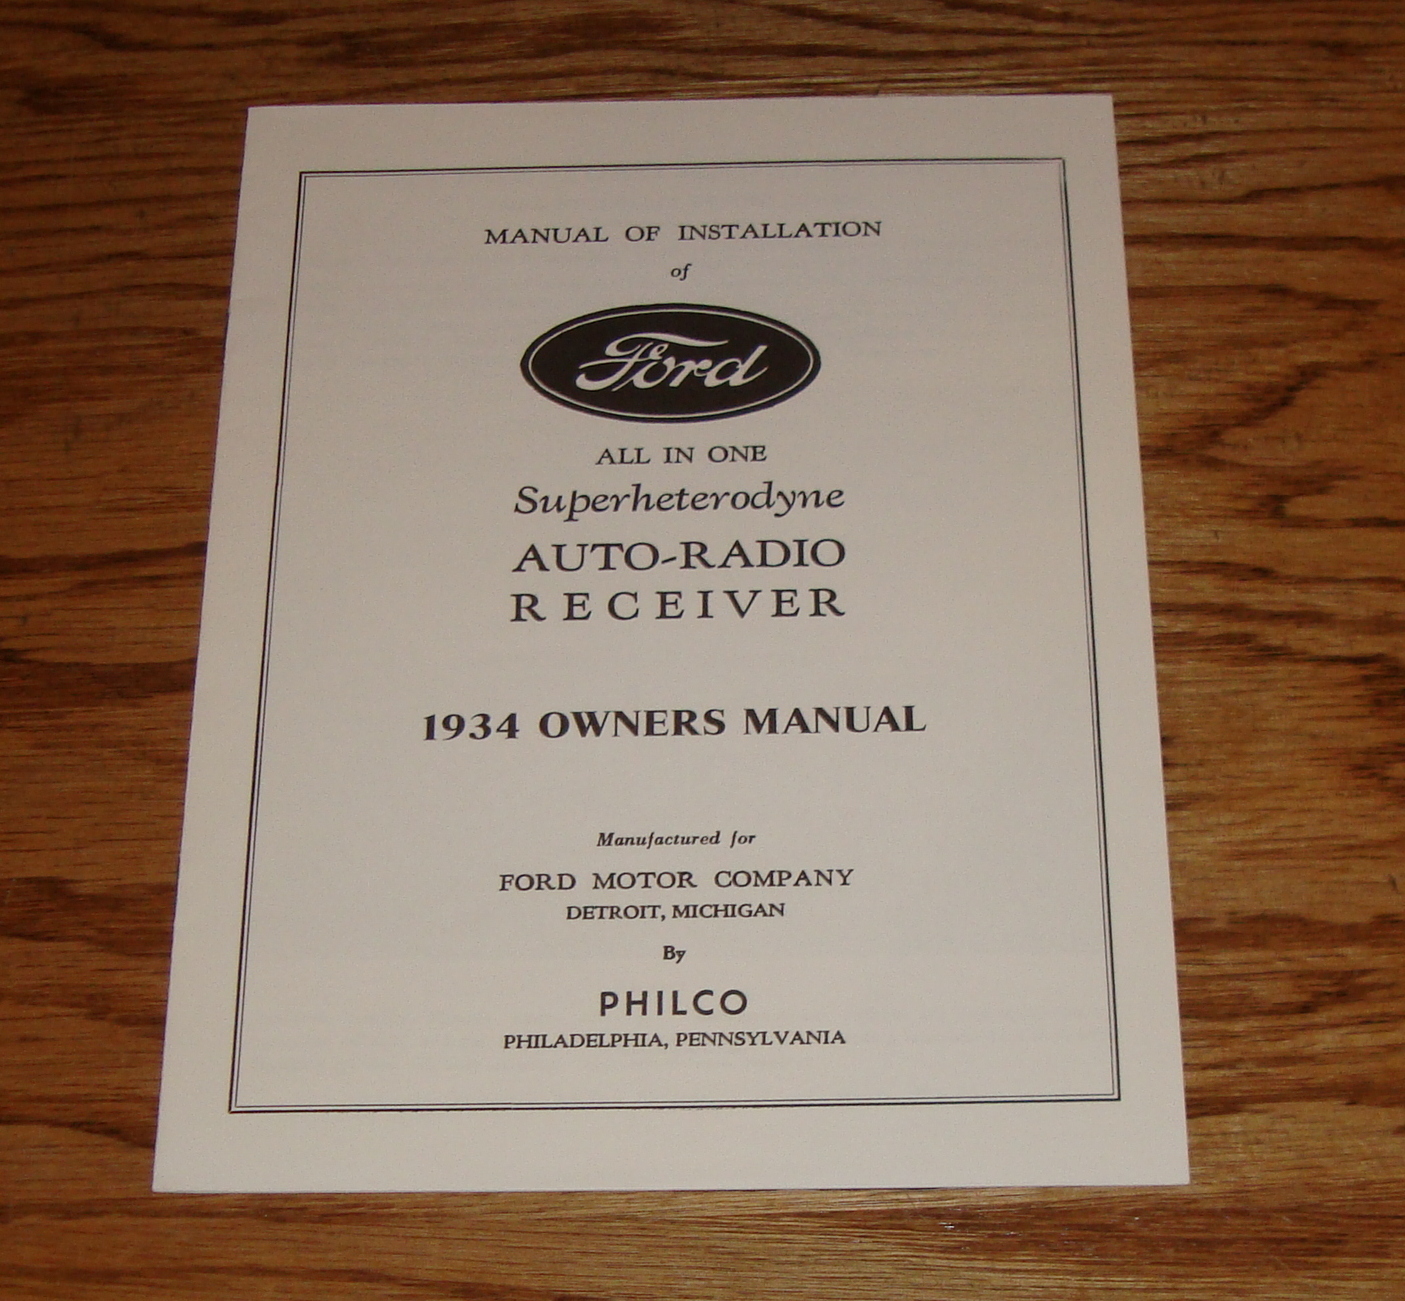 MANUAL OF INSTALLATION
of
Ford
ALL IN ONE
Superheterodyne
AUTO-RADIO
RECEIVER
1934 OWNERS MANUAL
Manufactured for
FORD MOTOR COMPANY
DETROIT, MICHIGAN
By
PHILCO
PHILADELPHIA, PENNSYLVANIA